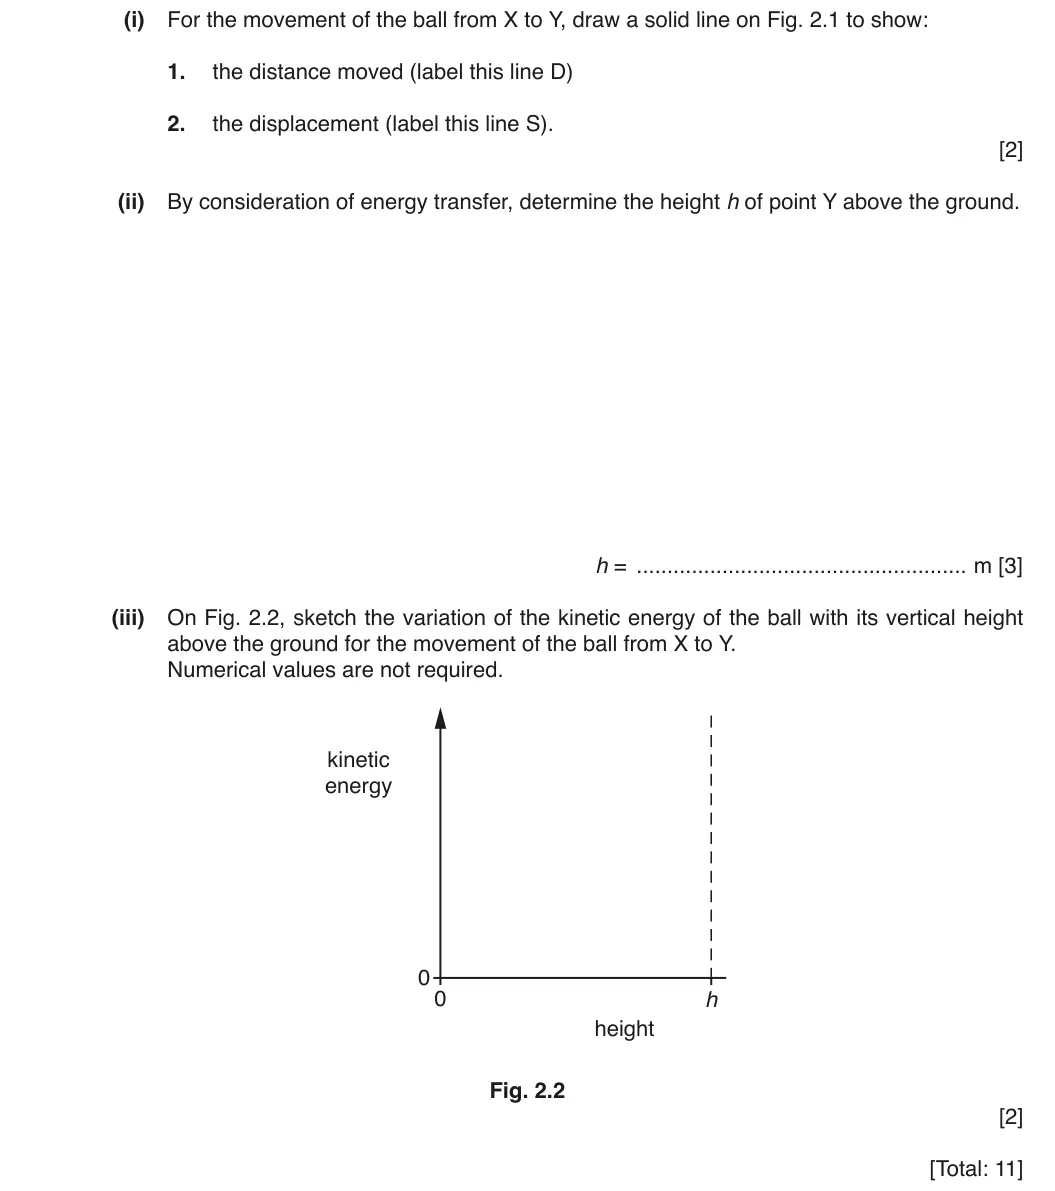 (i) For the movement of the ball from X to Y, draw a solid line on Fig. 2.1 to show:
1. the distance moved (label this line D)
2. the displacement (label this line S).
[2]
(ii) By consideration of energy transfer, determine the height h of point Y above the ground.
h = ...................................................... m [3]
(iii) On Fig. 2.2, sketch the variation of the kinetic energy of the ball with its vertical height
above the ground for the movement of the ball from X to Y.
Numerical values are not required.
kinetic
energy
0
0 h
height
Fig. 2.2
[2]
[Total: 11]